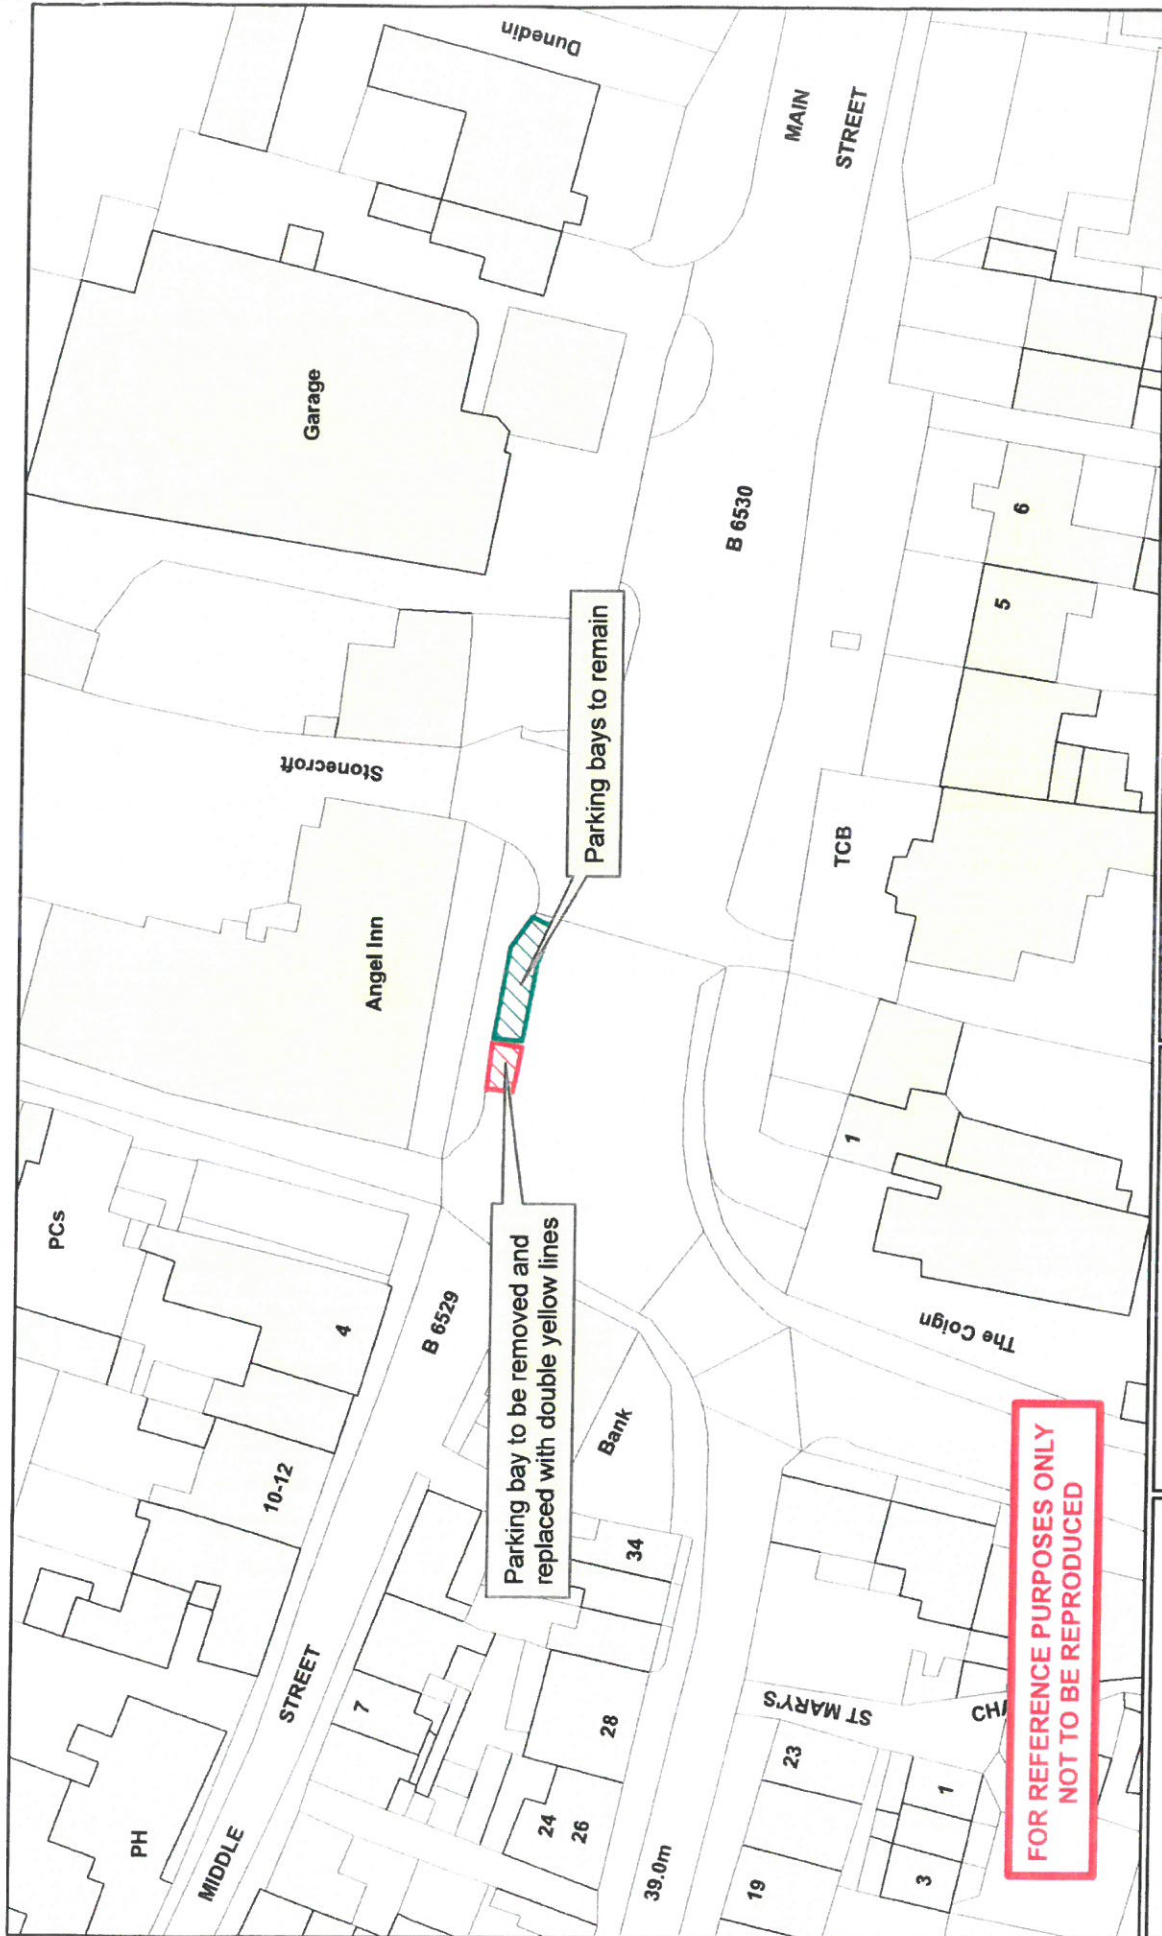 PH
MIDDLE
STREET
10-12
4
PCs
Angel Inn
Stonecroft
Garage
Dunedin
7
B 6529
Parking bay to be removed and
replaced with double yellow lines
Parking bays to remain
24
26
28
34
Bank
B 6530
MAIN
STREET
39.0m
19
23
ST MARY'S
3
1
The Coign
1
TCB
5
6
FOR REFERENCE PURPOSES ONLY
NOT TO BE REPRODUCED